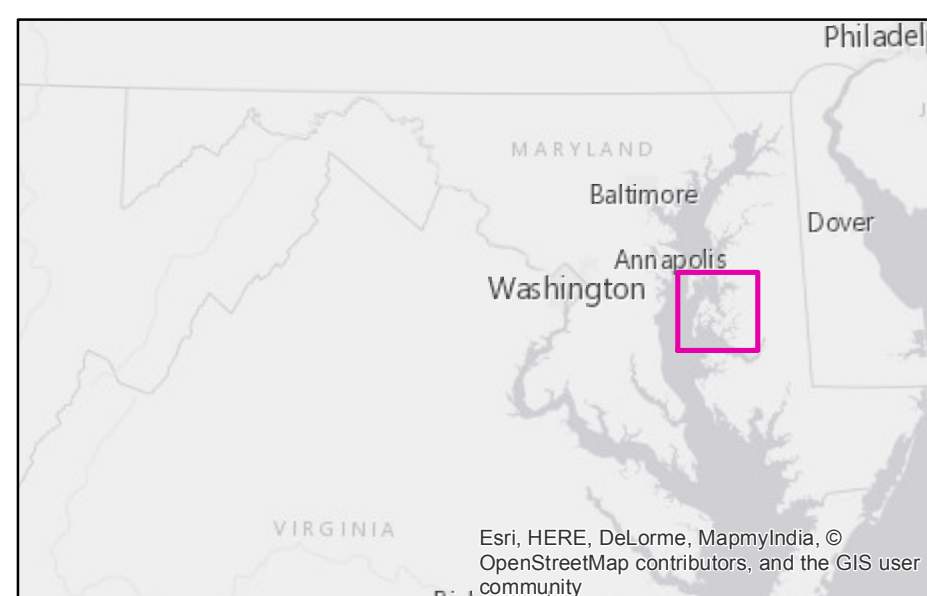 Philadel
MARYLAND
Baltimore
Dover
Annapolis
Washington
VIRGINIA
Esri, HERE, DeLorme, MapmyIndia, ©
OpenStreetMap contributors, and the GIS user
community